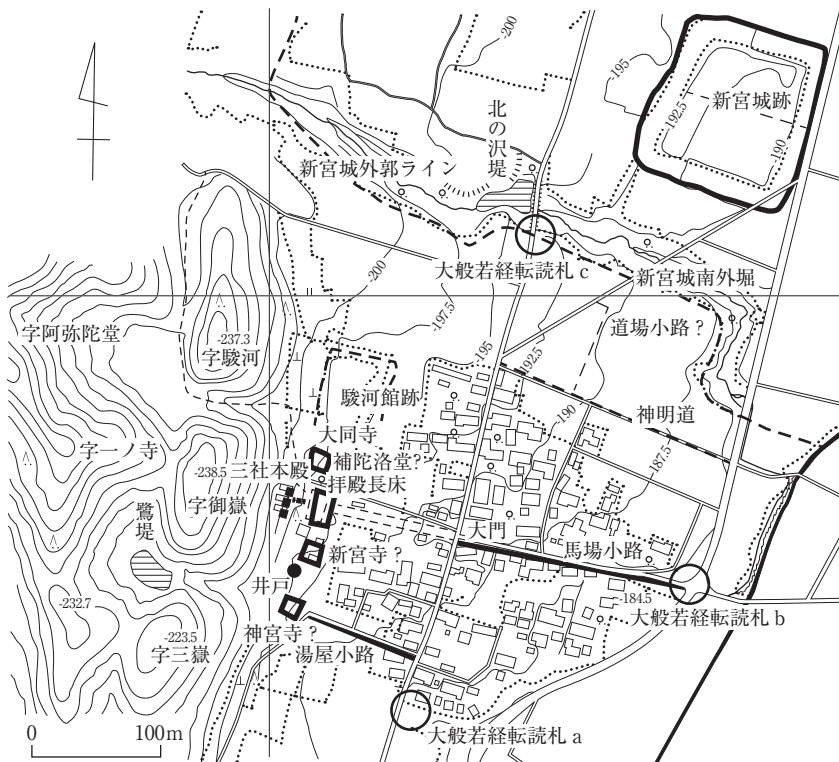 -200
-200
-195
新宮城跡
-192.5
-190
北の沢堤
新宮城外郭ライン
大般若経転読札 c
新宮城南外堀
-200
-197.5
道場小路?
字阿弥陀堂
-237.3
字駿河
-195
-192.5
駿河館跡
神明道
-190
大同寺
字一ノ寺
補陀洛堂?
-187.5
-238.5
三社本殿
拝殿長床
字御嶽
鷺堤
大門
馬場小路
新宮寺 ?
井戸
-184.5
-232.7
大般若経転読札 b
-223.5
神宮寺 ?
字三嶽
湯屋小路
大般若経転読札 a
0
100m